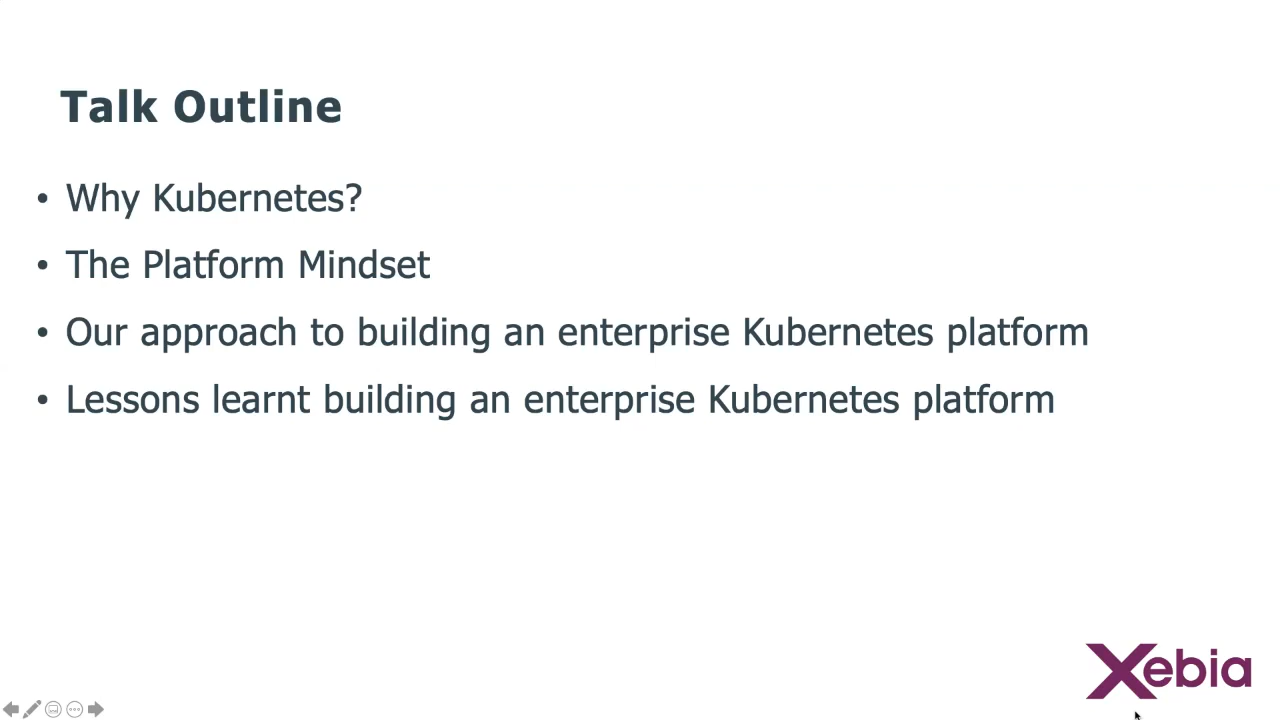 Talk Outline
• Why Kubernetes?
• The Platform Mindset
• Our approach to building an enterprise Kubernetes platform
• Lessons learnt building an enterprise Kubernetes platform
Xebia